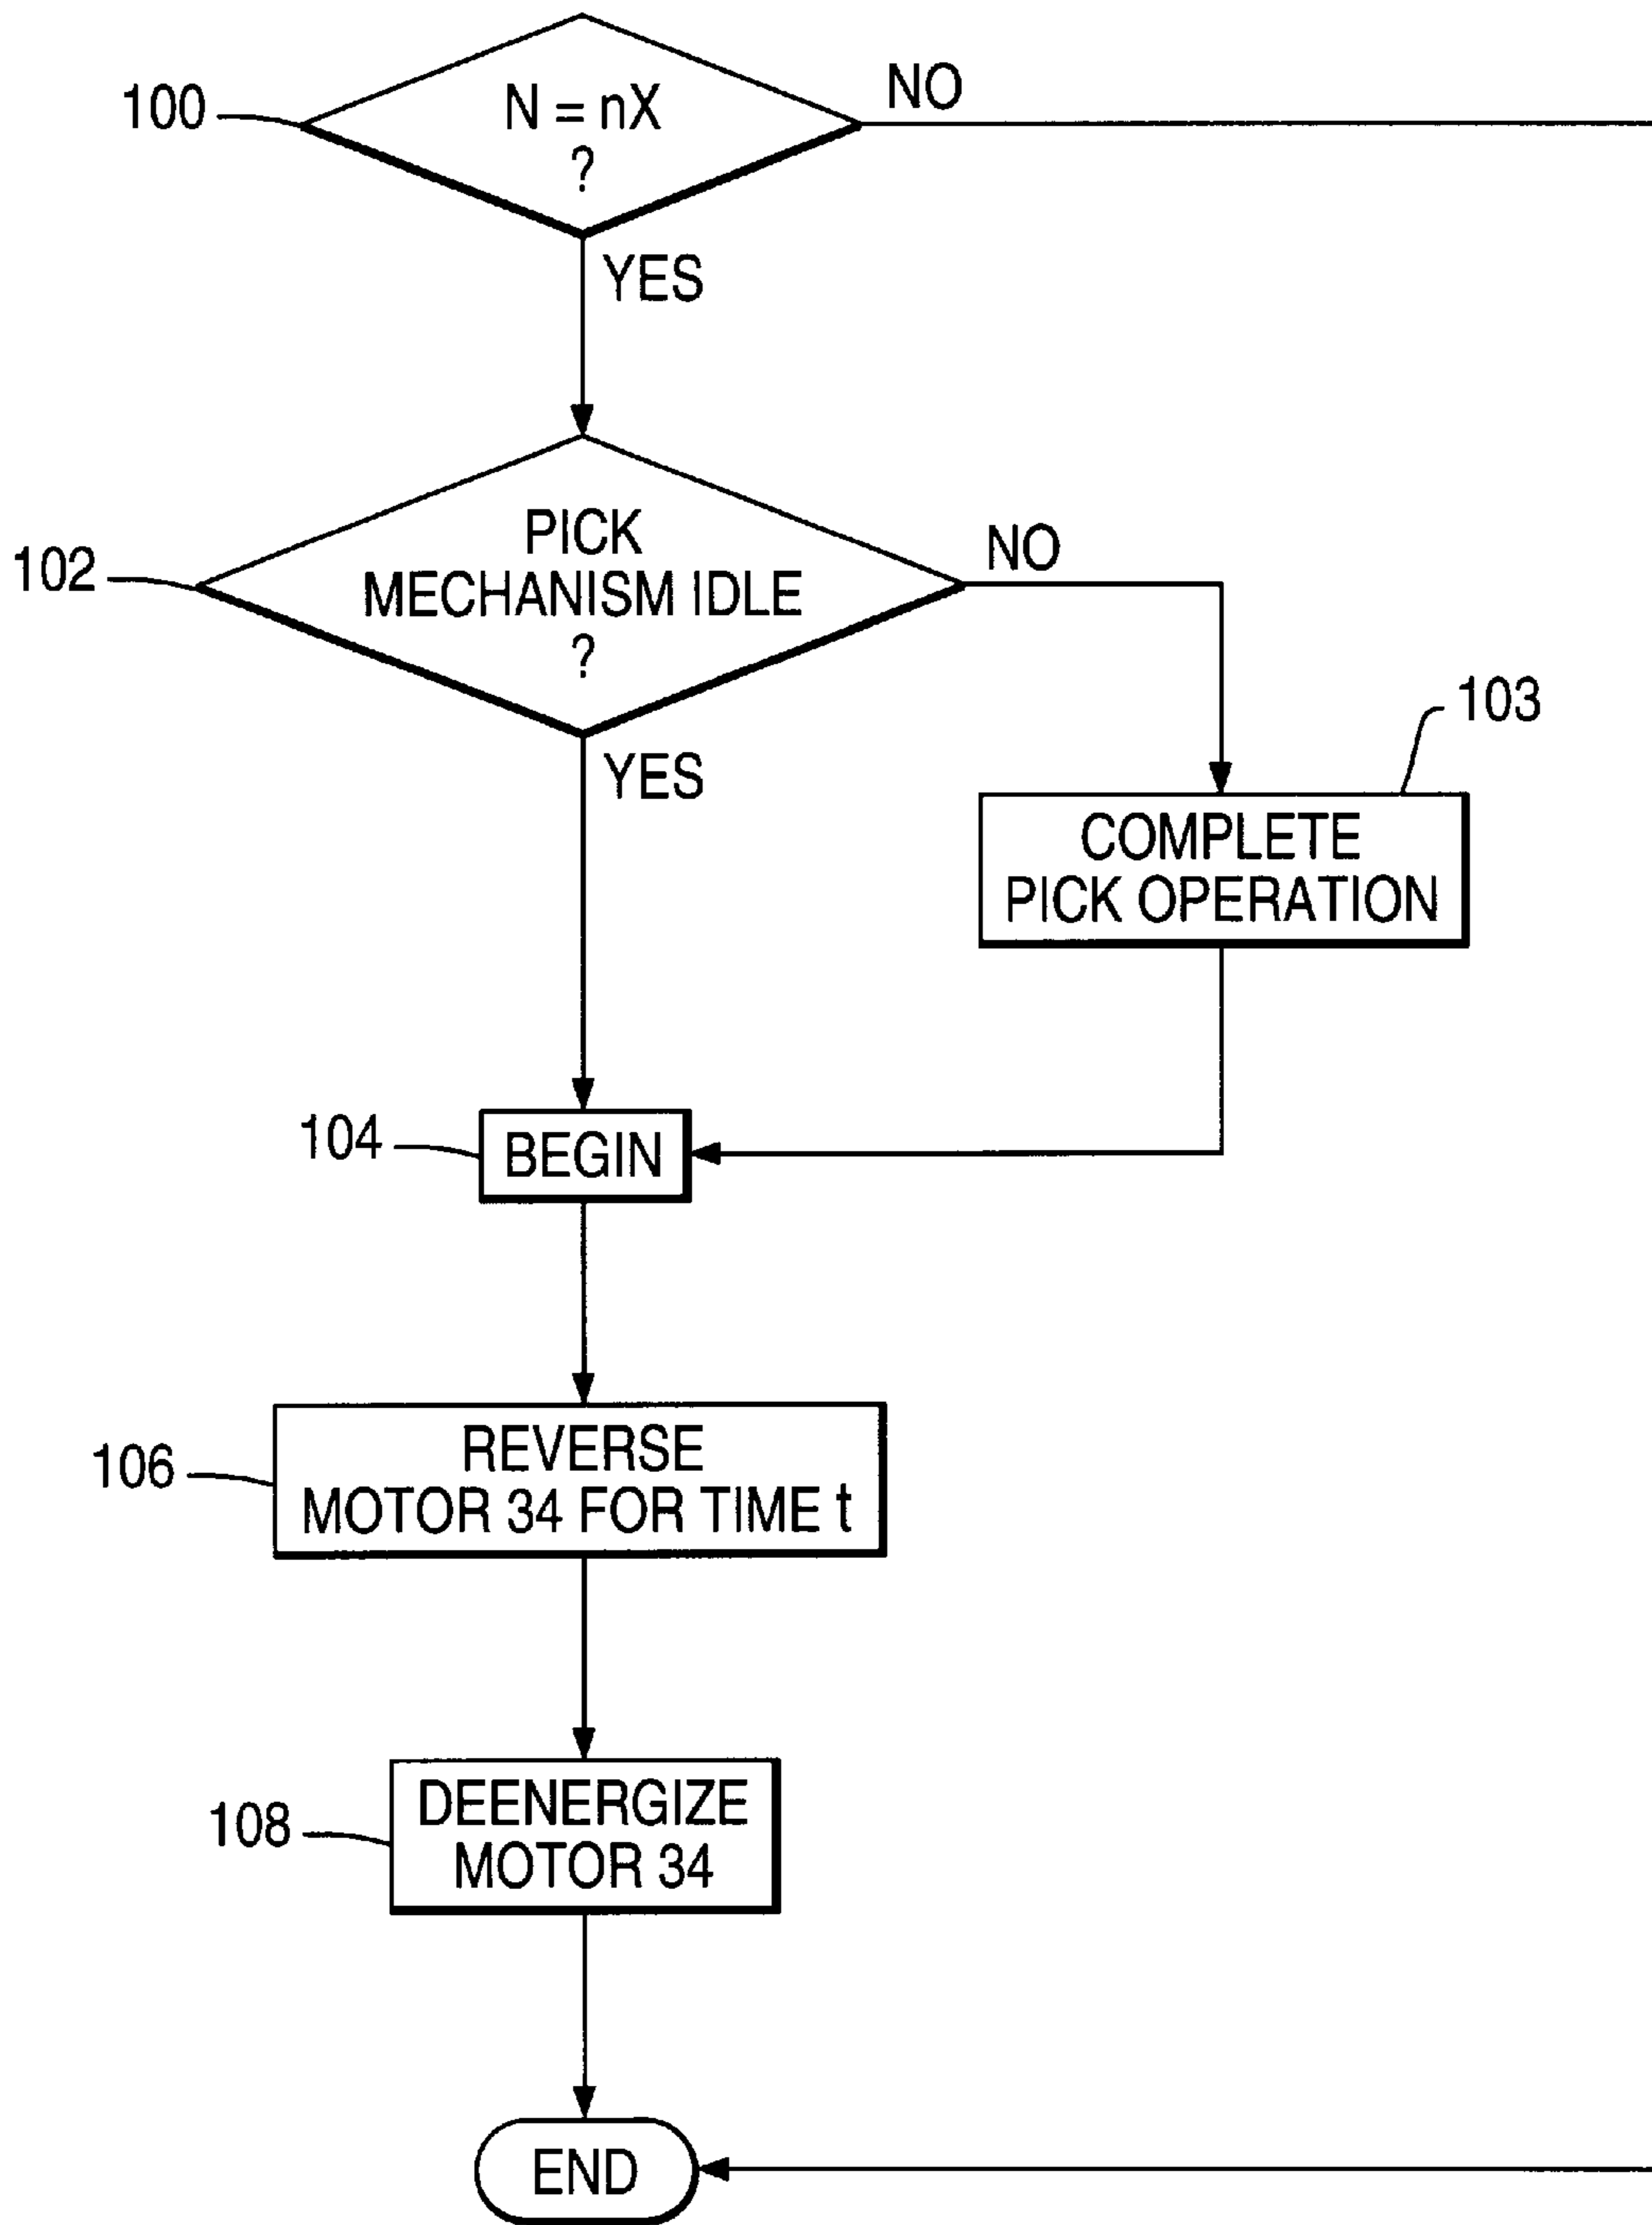 100
N = nX
?
NO
YES
102
PICK
MECHANISM IDLE
?
NO
YES
103
COMPLETE
PICK OPERATION
104
BEGIN
106
REVERSE
MOTOR 34 FOR TIME t
108
DEENERGIZE
MOTOR 34
END